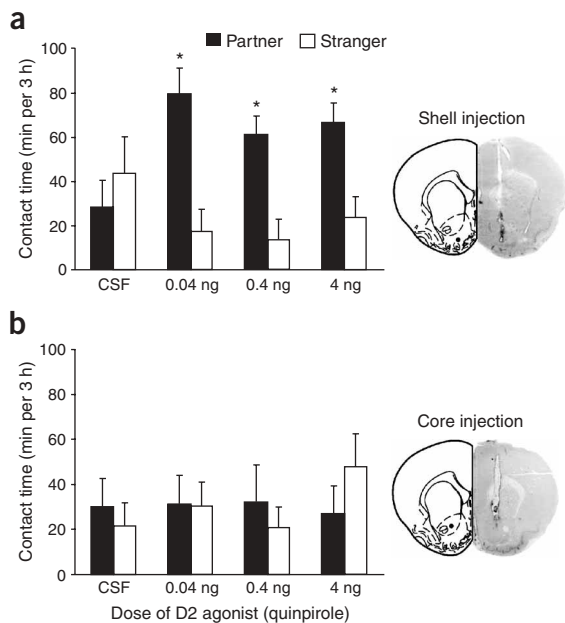 a
Partner Stranger
Contact time (min per 3 h)
100
80
60
40
20
0
* * *
CSF 0.04 ng 0.4 ng 4 ng
Shell injection
b
Contact time (min per 3 h)
100
80
60
40
20
0
CSF 0.04 ng 0.4 ng 4 ng
Dose of D2 agonist (quinpirole)
Core injection